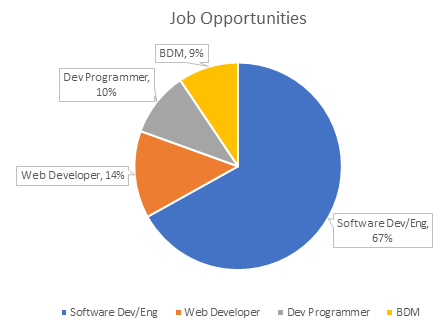 Job Opportunities
BDM, 9%
Dev Programmer,
10%
Web Developer, 14%
Software Dev/Eng,
67%
Software Dev/Eng
Web Developer
Dev Programmer
BDM